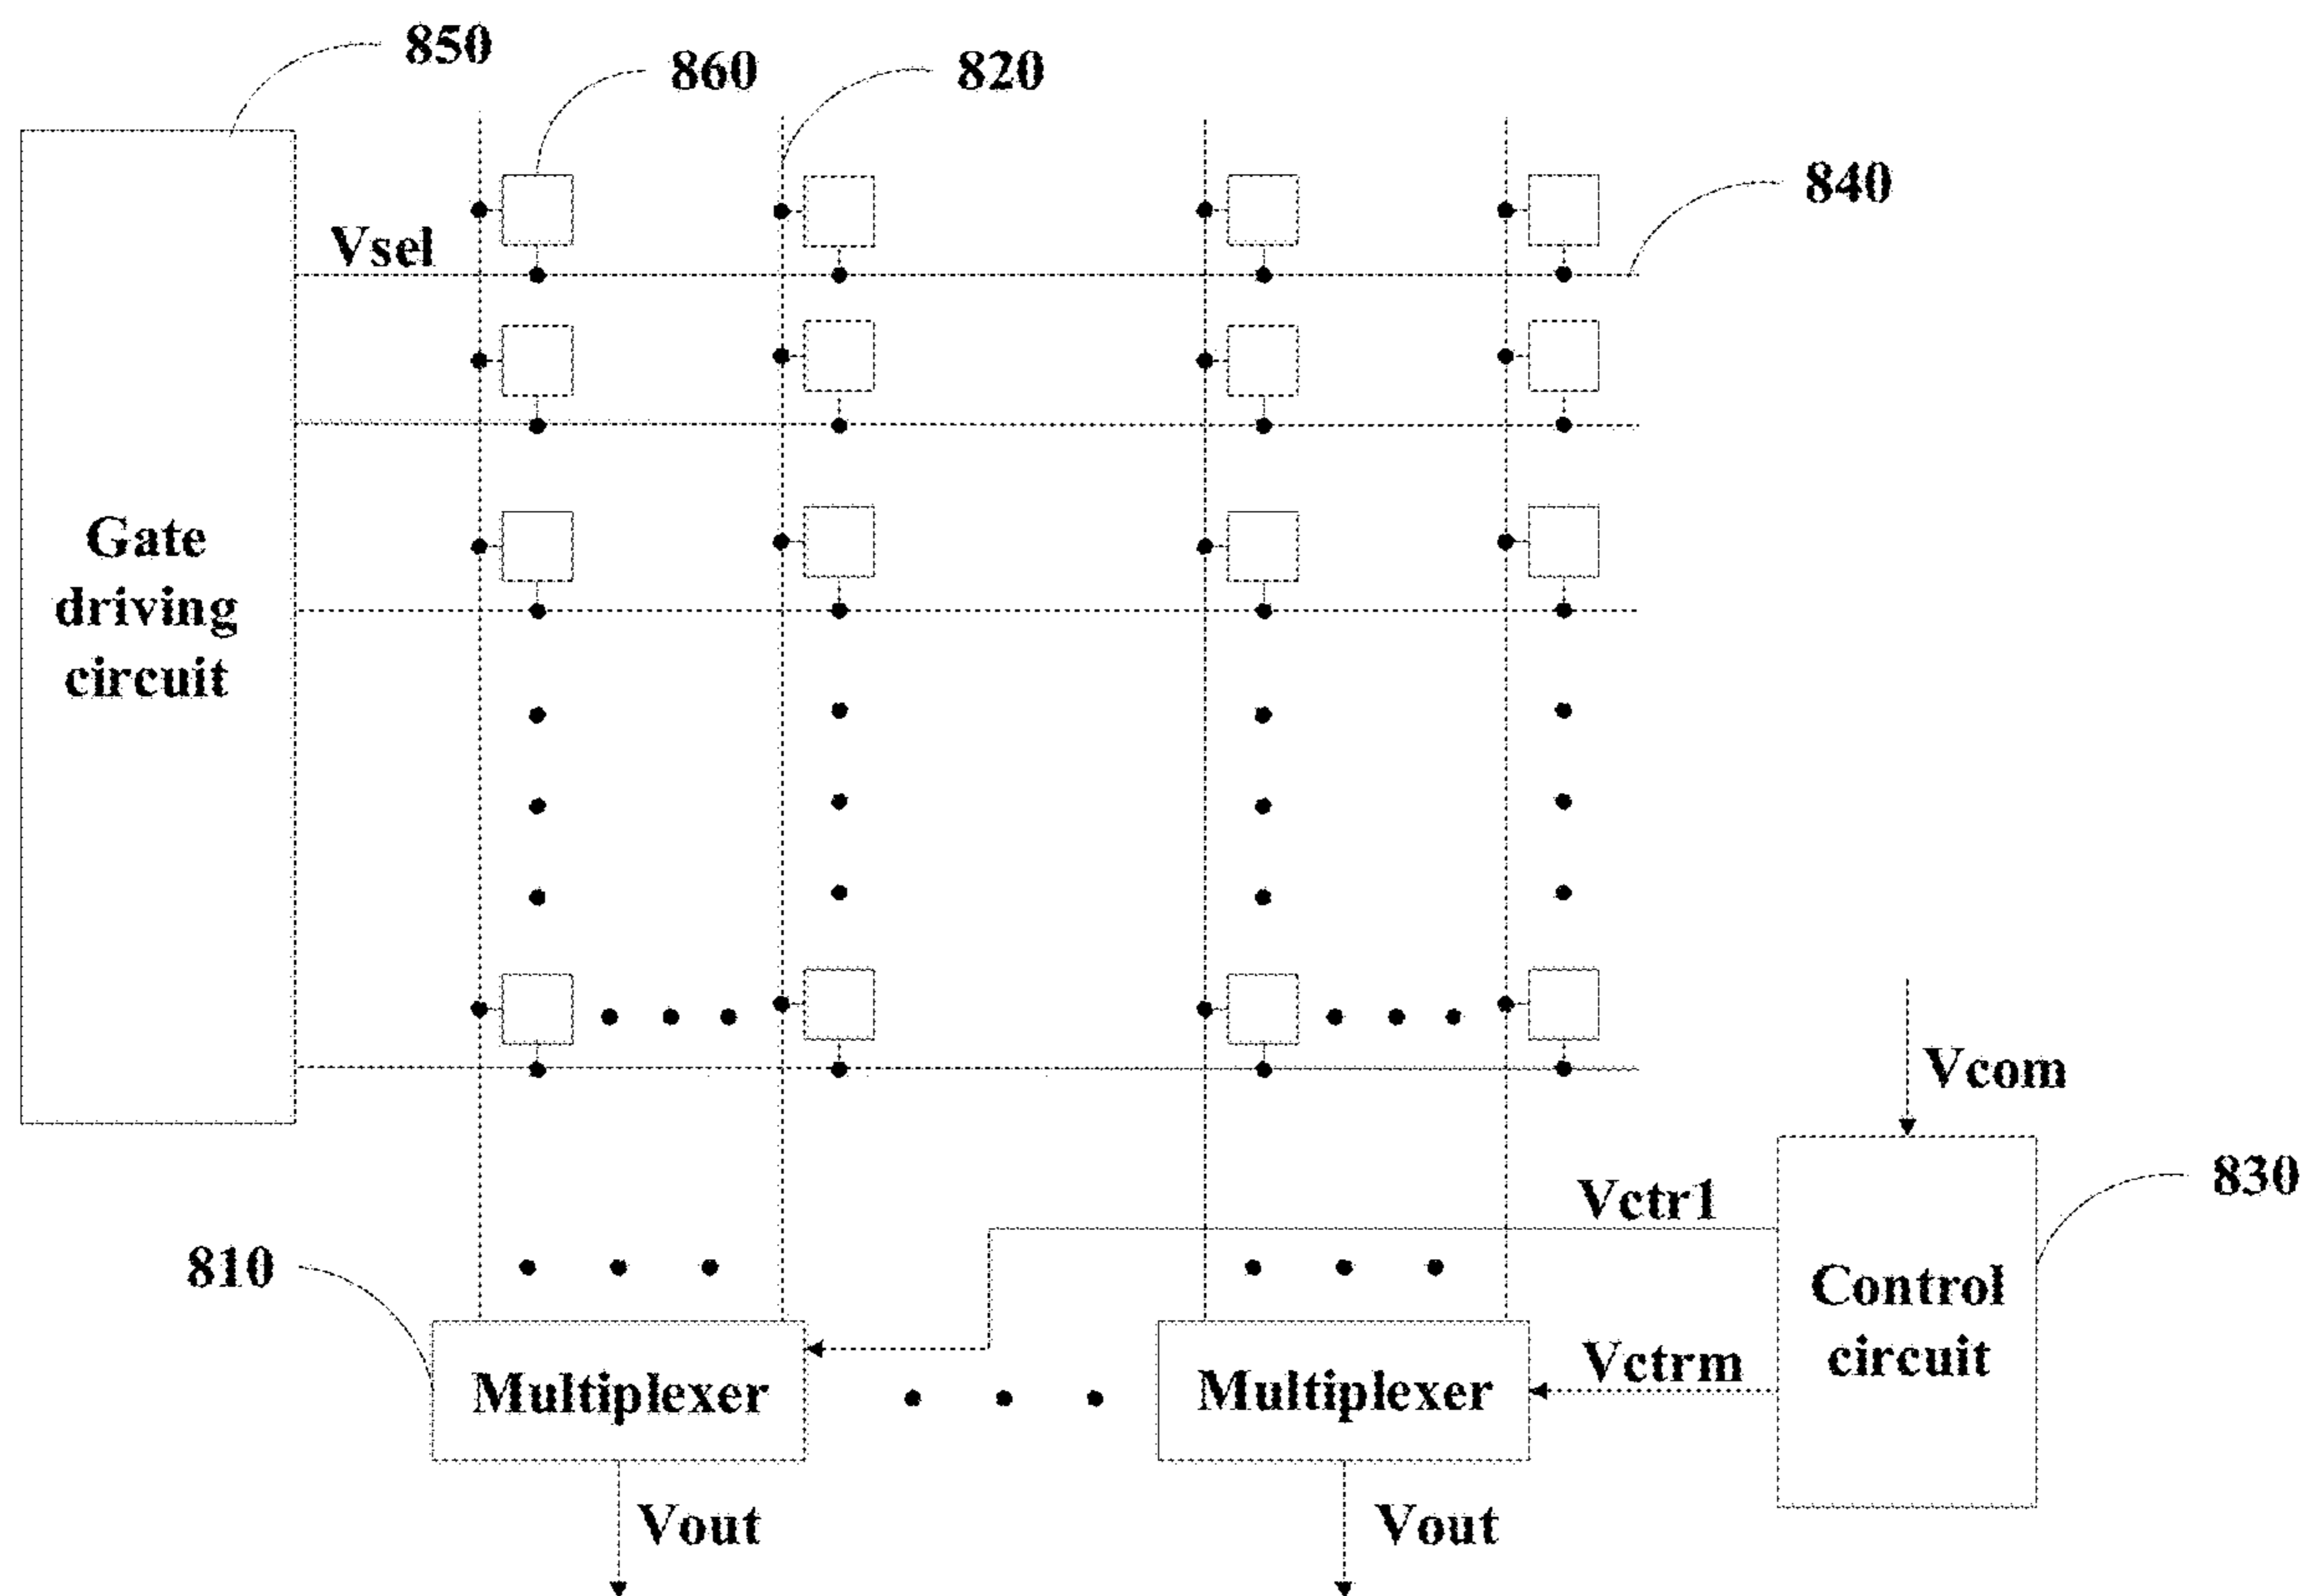 850
860
820
840
Vsel
Gate
driving
circuit
Vcom
830
Vctr1
810
Control
circuit
Multiplexer
Multiplexer
Vctrm
Vout
Vout